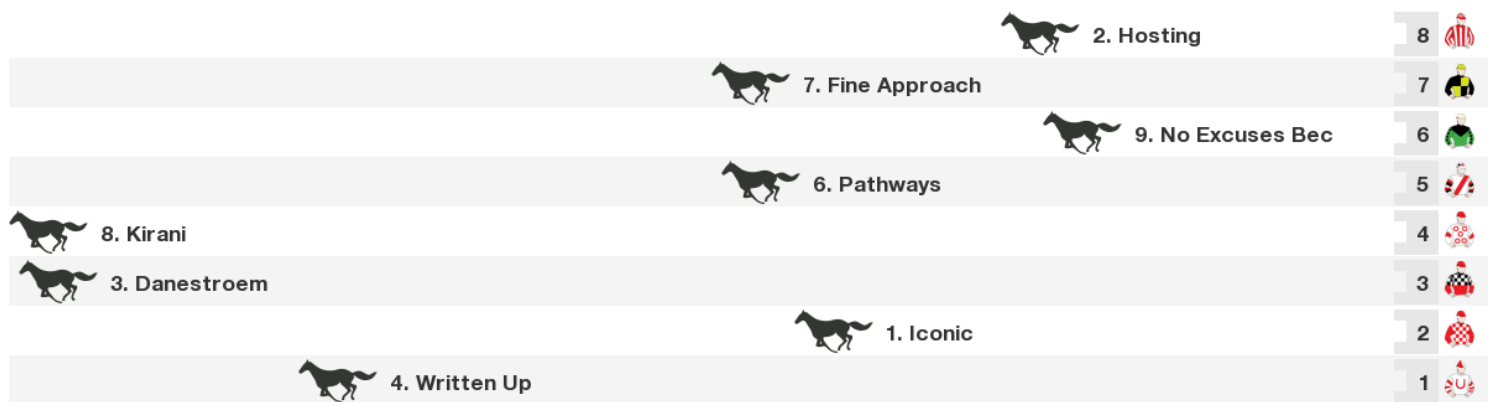 2. Hosting 8
7. Fine Approach 7
9. No Excuses Bec 6
6. Pathways 5
8. Kirani 4
3. Danestroem 3
1. Iconic 2
4. Written Up 1